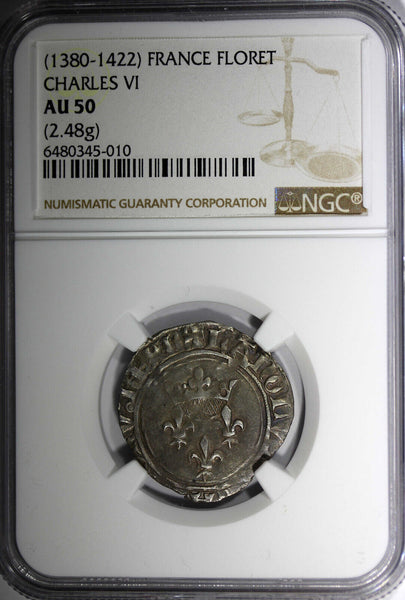 (1380-1422) FRANCE FLORET
CHARLES VI
AU 50
(2.48g)
6480345-010
NUMISMATIC GUARANTY CORPORATION NGC®